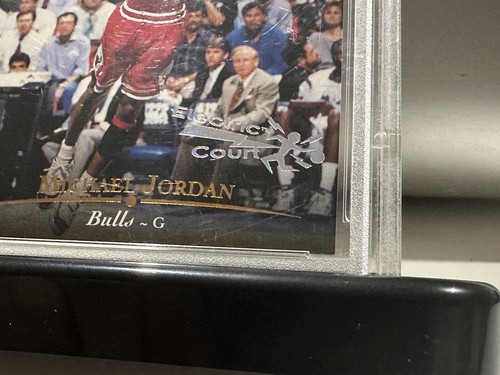 Electric
Court
Michael Jordan
Bulls ~ G